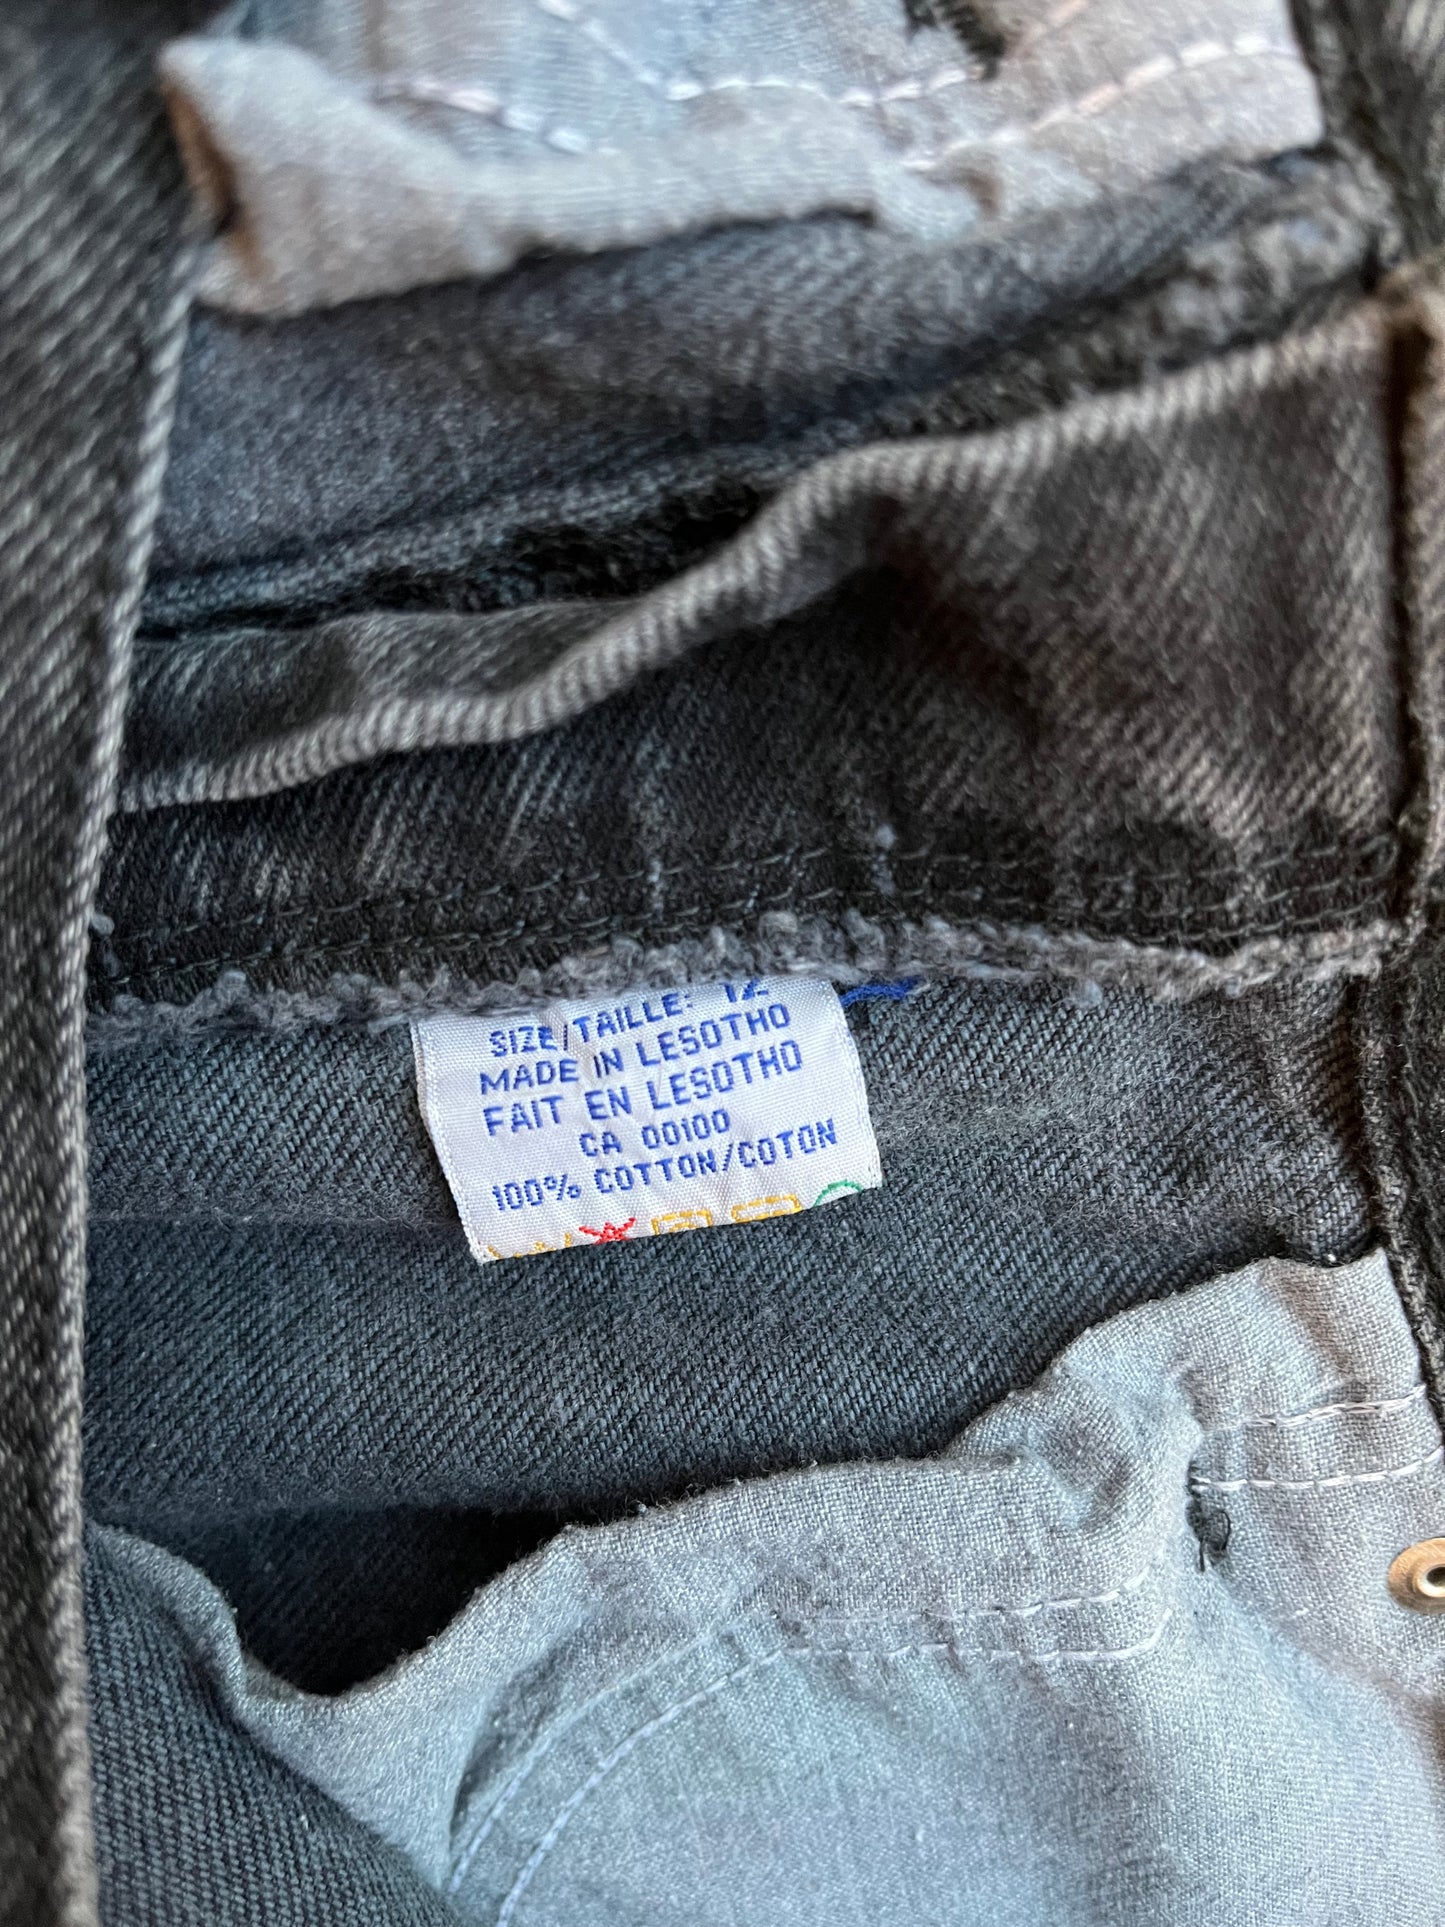 SIZE/TAILLE: 12
MADE IN LESOTHO
FAIT EN LESOTHO
CA 00100
100% COTTON/COTON